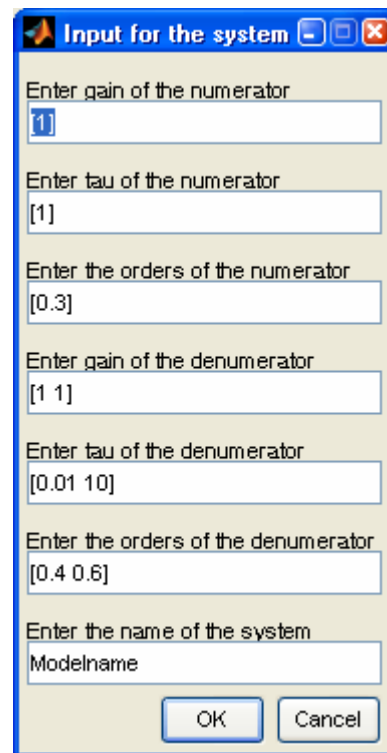 Input for the system
Enter gain of the numerator
[1]
Enter tau of the numerator
[1]
Enter the orders of the numerator
[0.3]
Enter gain of the denumerator
[1 1]
Enter tau of the denumerator
[0.01 10]
Enter the orders of the denumerator
[0.4 0.6]
Enter the name of the system
Modelname
OK Cancel